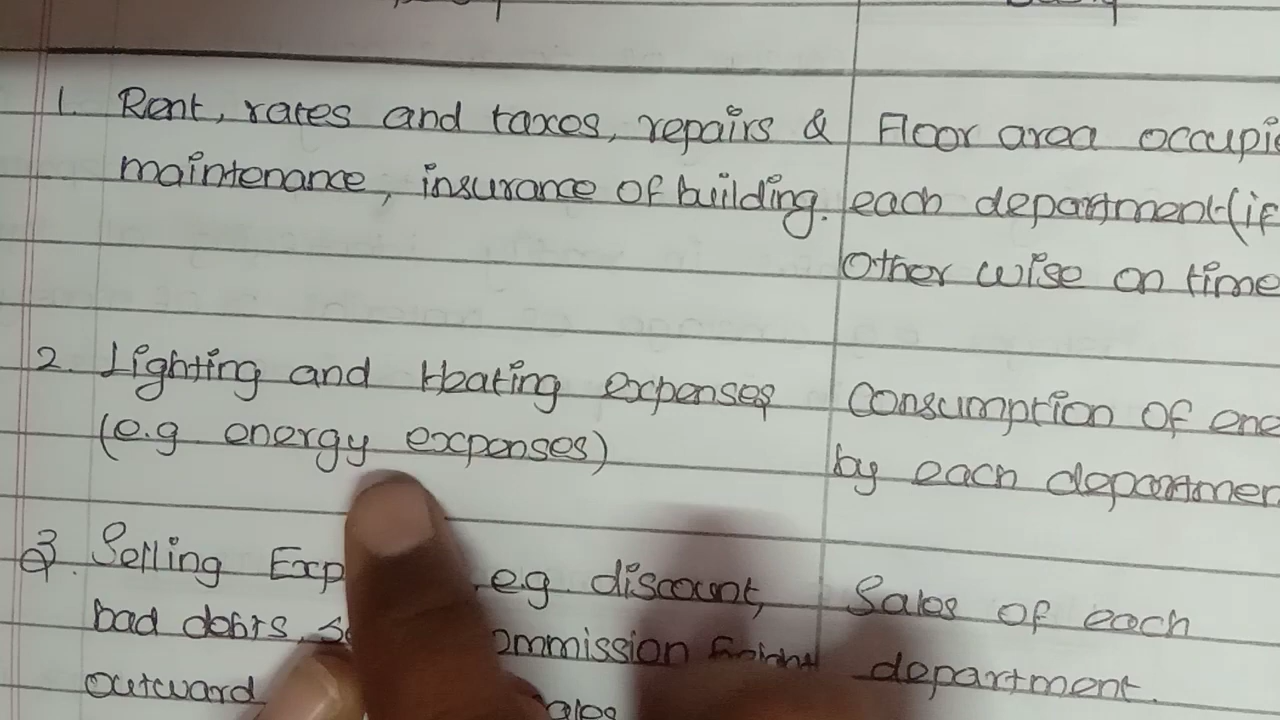 1. Rent, rates and taxes, repairs & Floor area occupi
maintenance, insurance of building. each department (if
Other wise on time
2. Lighting and Heating expenses Consumption of ene
(e.g energy expenses) by each departmen
3. Selling Exp e.g. discount, Sales of each
bad debts, ommission department.
outward ales